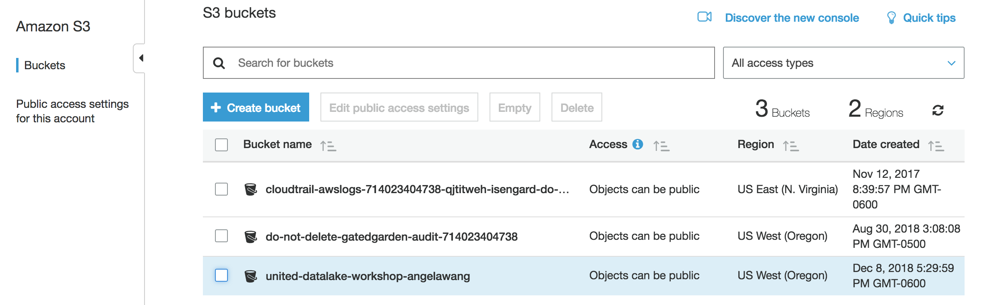 Amazon S3
Buckets
Public access settings
for this account
S3 buckets
Discover the new console
Quick tips
Search for buckets
All access types
Create bucket
Edit public access settings
Empty
Delete
3 Buckets
2 Regions
Bucket name
Access
Region
Date created
cloudtrail-awslogs-714023404738-qjtitweh-isengard-do-...
Objects can be public
US East (N. Virginia)
Nov 12, 2017
8:39:57 PM GMT-
0600
do-not-delete-gatedgarden-audit-714023404738
Objects can be public
US West (Oregon)
Aug 30, 2018 3:08:08
PM GMT-0500
united-datalake-workshop-angelawang
Objects can be public
US West (Oregon)
Dec 8, 2018 5:29:59
PM GMT-0600